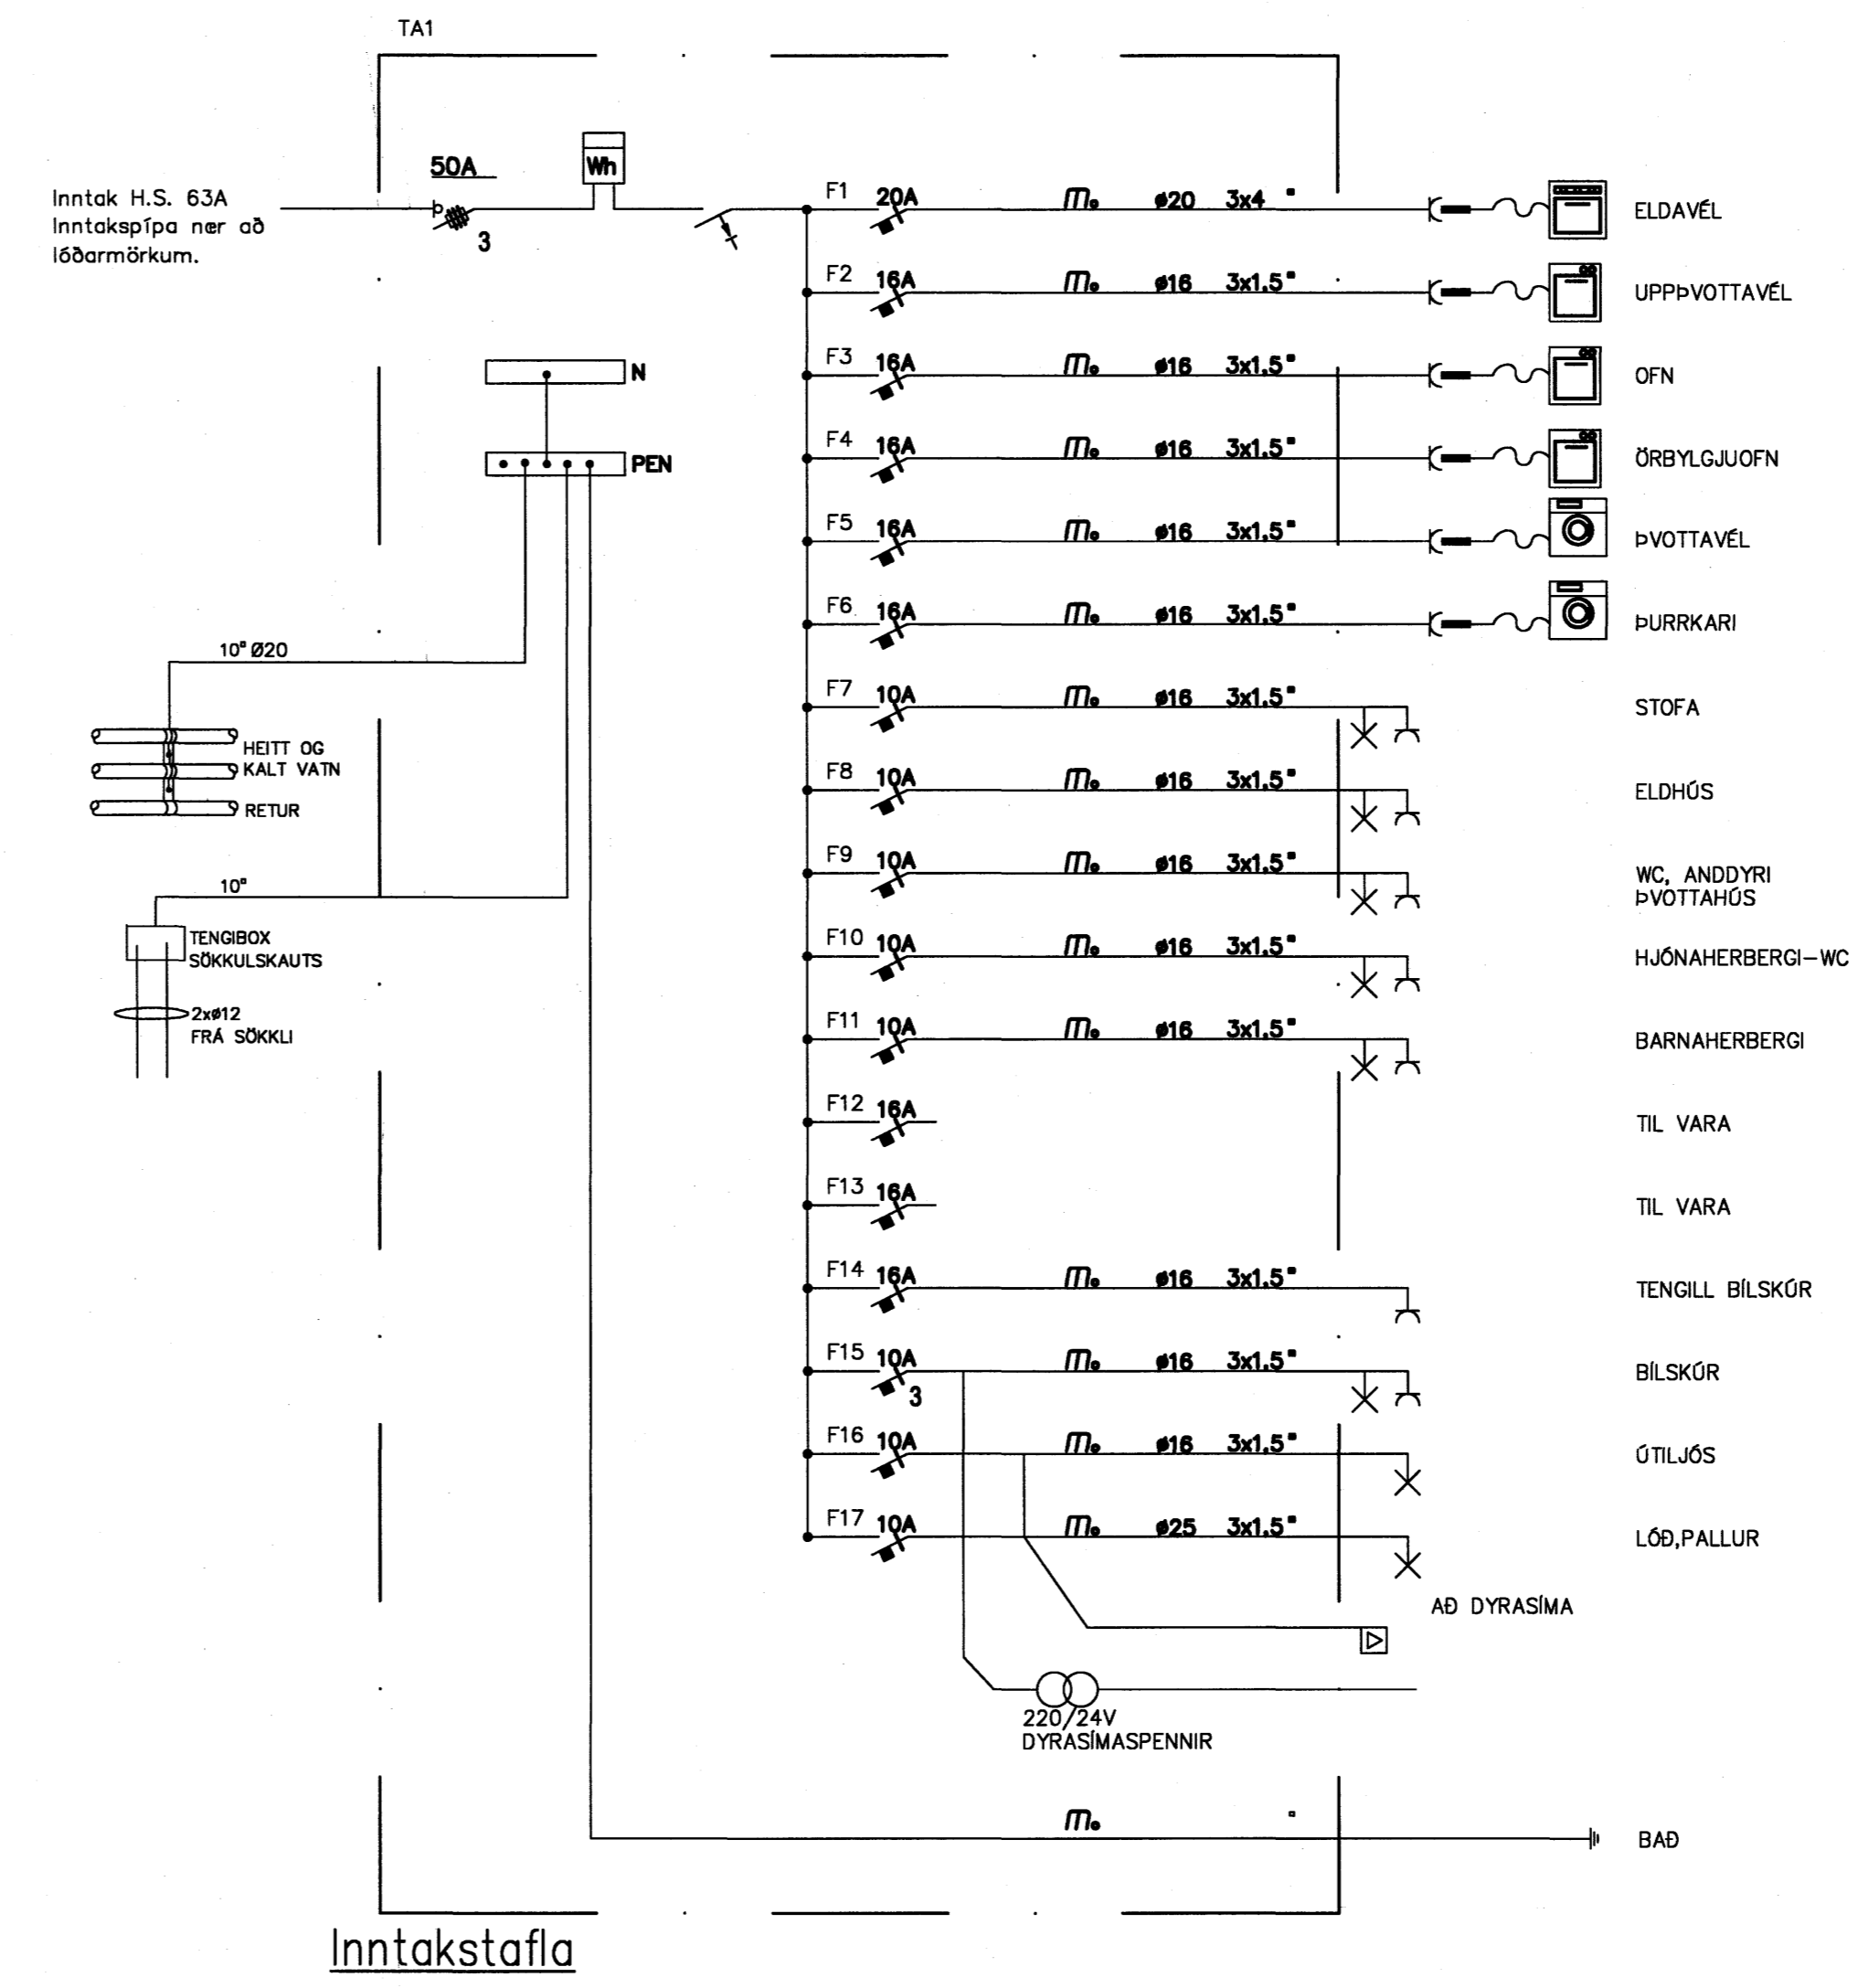 TA1
Inntak H.S. 63A
Inntakspípa nær að
lóðarmörkum.
50A
3
Wh
N
PEN
10▫ Ø20
HEITT OG
KALT VATN
RETUR
10▫
TENGIBOX
SÖKKULSKAUTS
2xø12
FRÁ SÖKKLI
F1 20A m. ø20 3x4 ▫ ELDAVÉL
F2 16A m. ø16 3x1.5▫ UPPÞVOTTAVÉL
F3 16A m. ø16 3x1.5▫ OFN
F4 16A m. ø16 3x1.5▫ ÖRBYLGJUOFN
F5 16A m. ø16 3x1.5▫ ÞVOTTAVÉL
F6 16A m. ø16 3x1.5▫ ÞURRKARI
F7 10A m. ø16 3x1.5▫ STOFA
F8 10A m. ø16 3x1.5▫ ELDHÚS
F9 10A m. ø16 3x1.5▫ WC, ANDDYRI
ÞVOTTAHÚS
F10 10A m. ø16 3x1.5▫ HJÓNAHERBERGI-WC
F11 10A m. ø16 3x1.5▫ BARNAHERBERGI
F12 16A TIL VARA
F13 16A TIL VARA
F14 16A m. ø16 3x1.5▫ TENGILL BÍLSKÚR
F15 10A m. ø16 3x1.5▫ BÍLSKÚR
3
F16 10A m. ø16 3x1.5▫ ÚTILJÓS
F17 10A m. ø25 3x1.5▫ LÓÐ,PALLUR
AÐ DYRASÍMA
220/24V
DYRASÍMASPENNIR
m. ▫ BAÐ
Inntakstafla